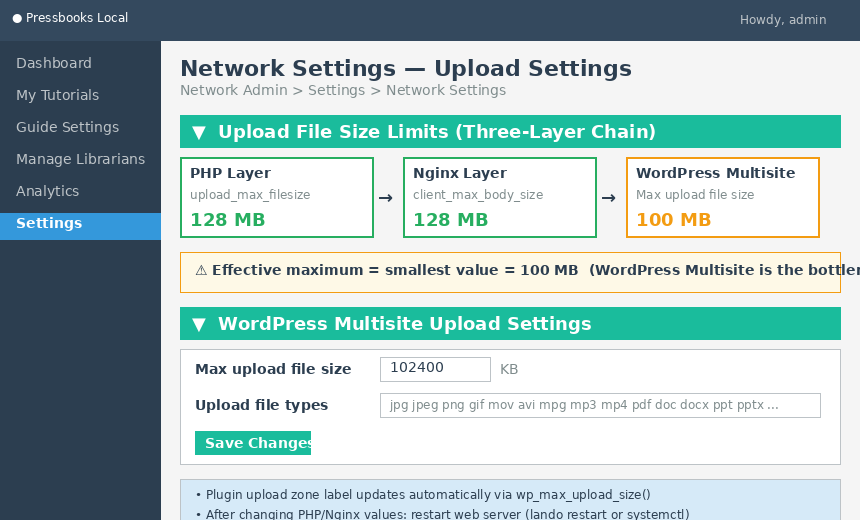 ● Pressbooks Local
Howdy, admin
Dashboard
My Tutorials
Guide Settings
Manage Librarians
Analytics
Settings
Network Settings — Upload Settings
Network Admin > Settings > Network Settings
▼ Upload File Size Limits (Three-Layer Chain)
PHP Layer
upload_max_filesize
128 MB
→
Nginx Layer
client_max_body_size
128 MB
→
WordPress Multisite
Max upload file size
100 MB
⚠ Effective maximum = smallest value = 100 MB (WordPress Multisite is the
▼ WordPress Multisite Upload Settings
Max upload file size
102400
KB
Upload file types
jpg jpeg png gif mov avi mpg mp3 mp4 pdf doc docx ppt pptx ...
Save Changes
• Plugin upload zone label updates automatically via wp_max_upload_size()
• After changing PHP/Nginx values: restart web server (lando restart or systemctl)